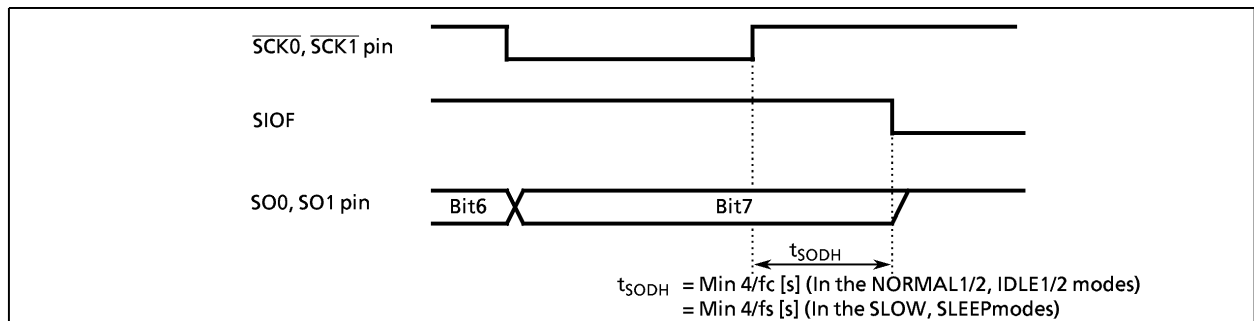 SCK0, SCK1 pin
SIOF
SO0, SO1 pin
Bit6
Bit7
tSODH
tSODH = Min 4/fc [s] (In the NORMAL1/2, IDLE1/2 modes)
= Min 4/fs [s] (In the SLOW, SLEEPmodes)